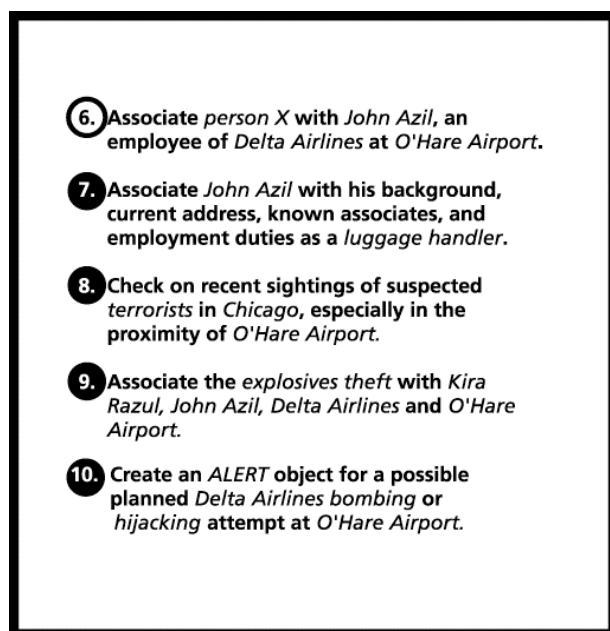 6. Associate person X with John Azil, an
employee of Delta Airlines at O'Hare Airport.
7. Associate John Azil with his background,
current address, known associates, and
employment duties as a luggage handler.
8. Check on recent sightings of suspected
terrorists in Chicago, especially in the
proximity of O'Hare Airport.
9. Associate the explosives theft with Kira
Razul, John Azil, Delta Airlines and O'Hare
Airport.
10. Create an ALERT object for a possible
planned Delta Airlines bombing or
hijacking attempt at O'Hare Airport.